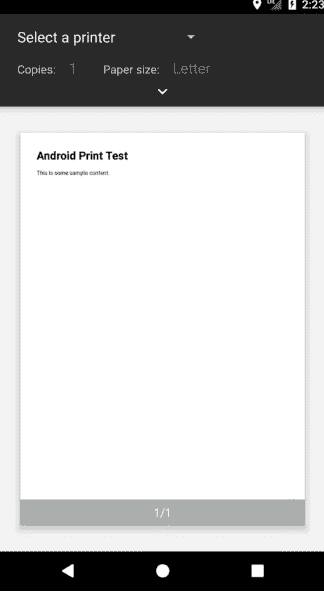 LTE 2:23
Select a printer
Copies: 1 Paper size: Letter
Android Print Test
This is some sample content.
1/1